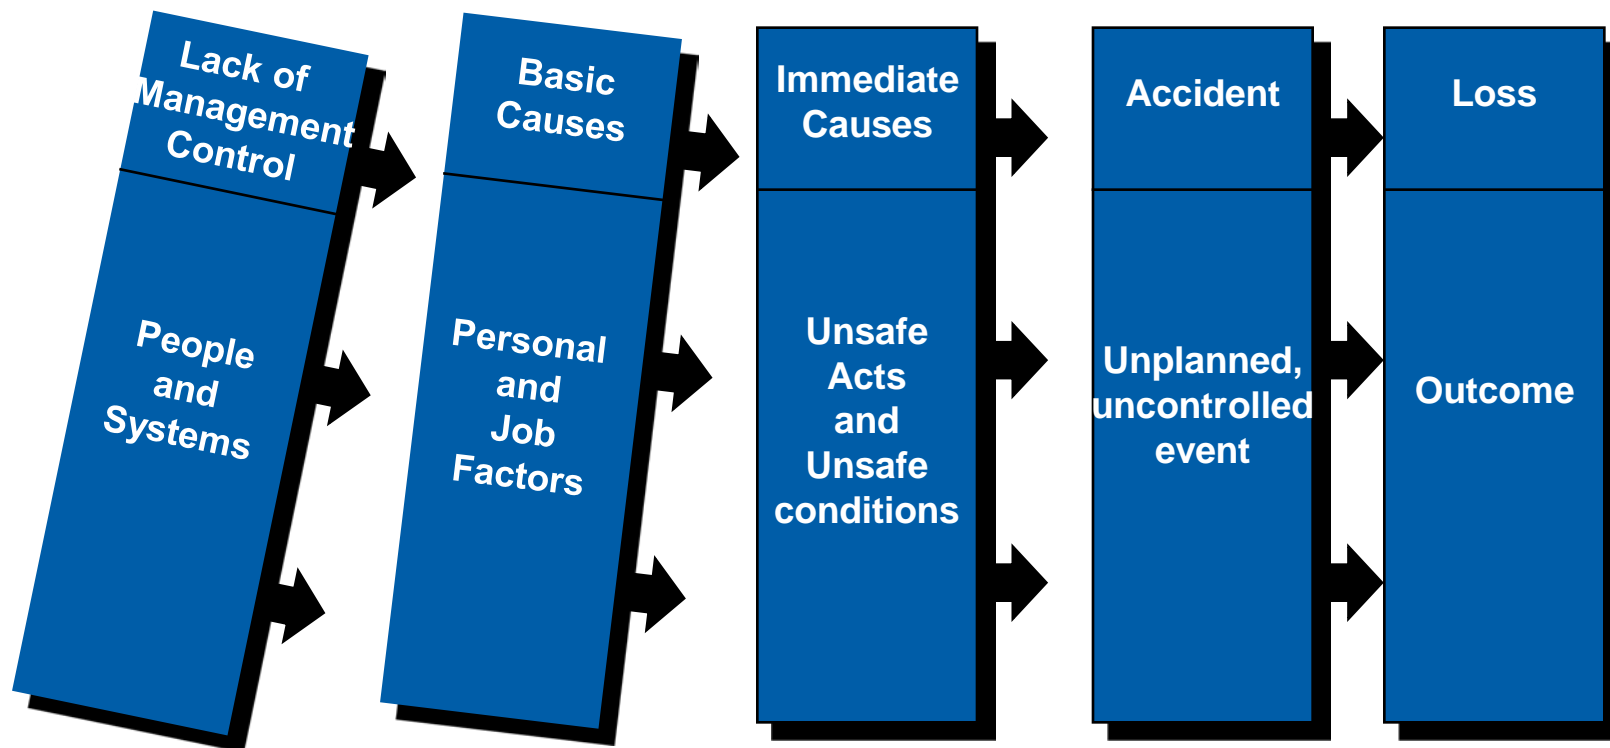 Lack of
Management
Control
People
and
Systems
Basic
Causes
Personal
and
Job
Factors
Immediate
Causes
Unsafe
Acts
and
Unsafe
conditions
Accident
Unplanned,
uncontrolled
event
Loss
Outcome